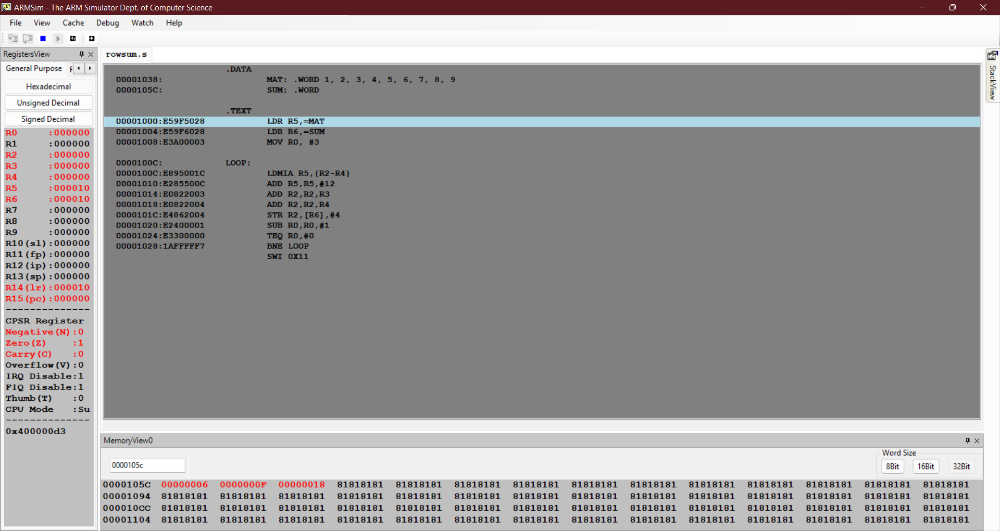 ARMSim - The ARM Simulator Dept. of Computer Science
File View Cache Debug Watch Help
RegistersView
General Purpose
Hexadecimal
Unsigned Decimal
Signed Decimal
R0 :000000
R1 :000000
R2 :000000
R3 :000000
R4 :000000
R5 :000010
R6 :000010
R7 :000000
R8 :000000
R9 :000000
R10(sl):000000
R11(fp):000000
R12(ip):000000
R13(sp):000000
R14(lr):000010
R15(pc):000000
---------------
CPSR Register
Negative(N):0
Zero(Z) :1
Carry(C) :0
Overflow(V):0
IRQ Disable:1
FIQ Disable:1
Thumb(T) :0
CPU Mode :Su
---------------
0x400000d3
rowsum.s
.DATA
00001038: MAT: .WORD 1, 2, 3, 4, 5, 6, 7, 8, 9
0000105C: SUM: .WORD
.TEXT
00001000:E59F5028 LDR R5,=MAT
00001004:E59F6028 LDR R6,=SUM
00001008:E3A00003 MOV R0, #3
0000100C: LOOP:
0000100C:E895001C LDMIA R5,{R2-R4}
00001010:E285500C ADD R5,R5,#12
00001014:E0822003 ADD R2,R2,R3
00001018:E0822004 ADD R2,R2,R4
0000101C:E4862004 STR R2,[R6],#4
00001020:E2400001 SUB R0,R0,#1
00001024:E3300000 TEQ R0,#0
00001028:1AFFFFF7 BNE LOOP
SWI 0X11
StackView
MemoryView0
0000105c
Word Size
8Bit 16Bit 32Bit
0000105C 00000006 0000000F 00000018 81818181 81818181 81818181 81818181 81818181 81818181 81818181 81818181 81818181 81818181 81818181
00001094 81818181 81818181 81818181 81818181 81818181 81818181 81818181 81818181 81818181 81818181 81818181 81818181 81818181 81818181
000010CC 81818181 81818181 81818181 81818181 81818181 81818181 81818181 81818181 81818181 81818181 81818181 81818181 81818181 81818181
00001104 81818181 81818181 81818181 81818181 81818181 81818181 81818181 81818181 81818181 81818181 81818181 81818181 81818181 81818181